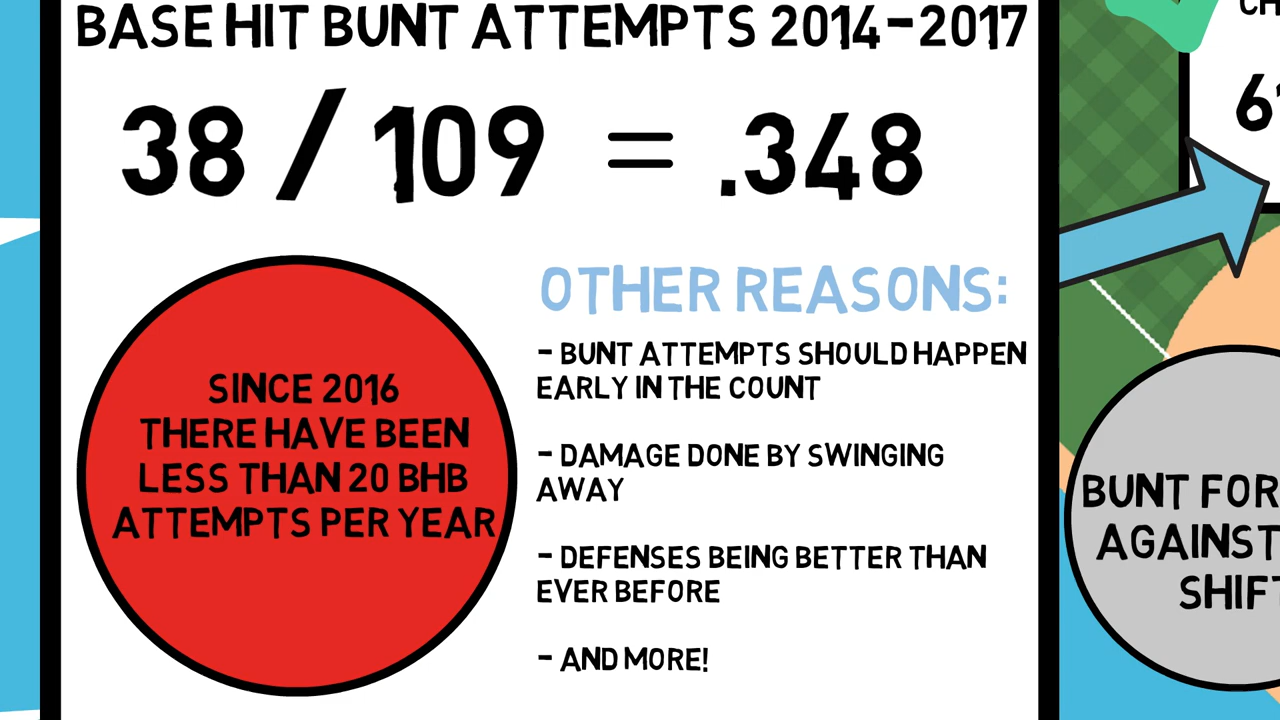 BASE HIT BUNT ATTEMPTS 2014-2017
38 / 109 = .348
SINCE 2016
THERE HAVE BEEN
LESS THAN 20 BHB
ATTEMPTS PER YEAR
OTHER REASONS:
- BUNT ATTEMPTS SHOULD HAPPEN
EARLY IN THE COUNT
- DAMAGE DONE BY SWINGING
AWAY
- DEFENSES BEING BETTER THAN
EVER BEFORE
- AND MORE!
BUNT FOR
AGAINST